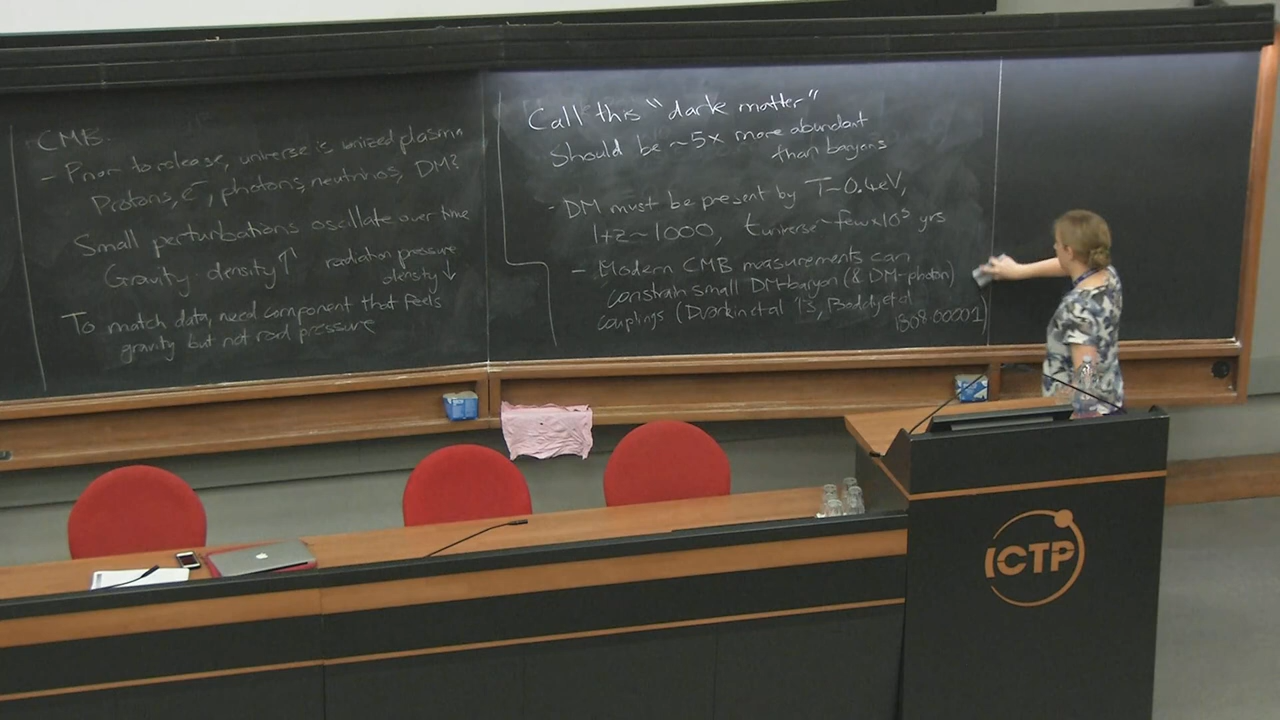 CMB.
- Prior to release, universe is ionized plasma
Protons, e⁻, photons, neutrinos, DM?
Small perturbations oscillate over time
Gravity: density ↑ radiation pressure
density ↓
To match data, need component that feels
gravity but not rad pressure
Call this "dark matter"
Should be ~5x more abundant
than baryons
- DM must be present by T~0.4eV,
1+z~1000, t universe ~ few x 10⁵ yrs
- Modern CMB measurements can
constrain small DM-baryon (& DM-photon)
couplings (Dvorkin et al 13, Boddy et al
1808.00001)
ICTP